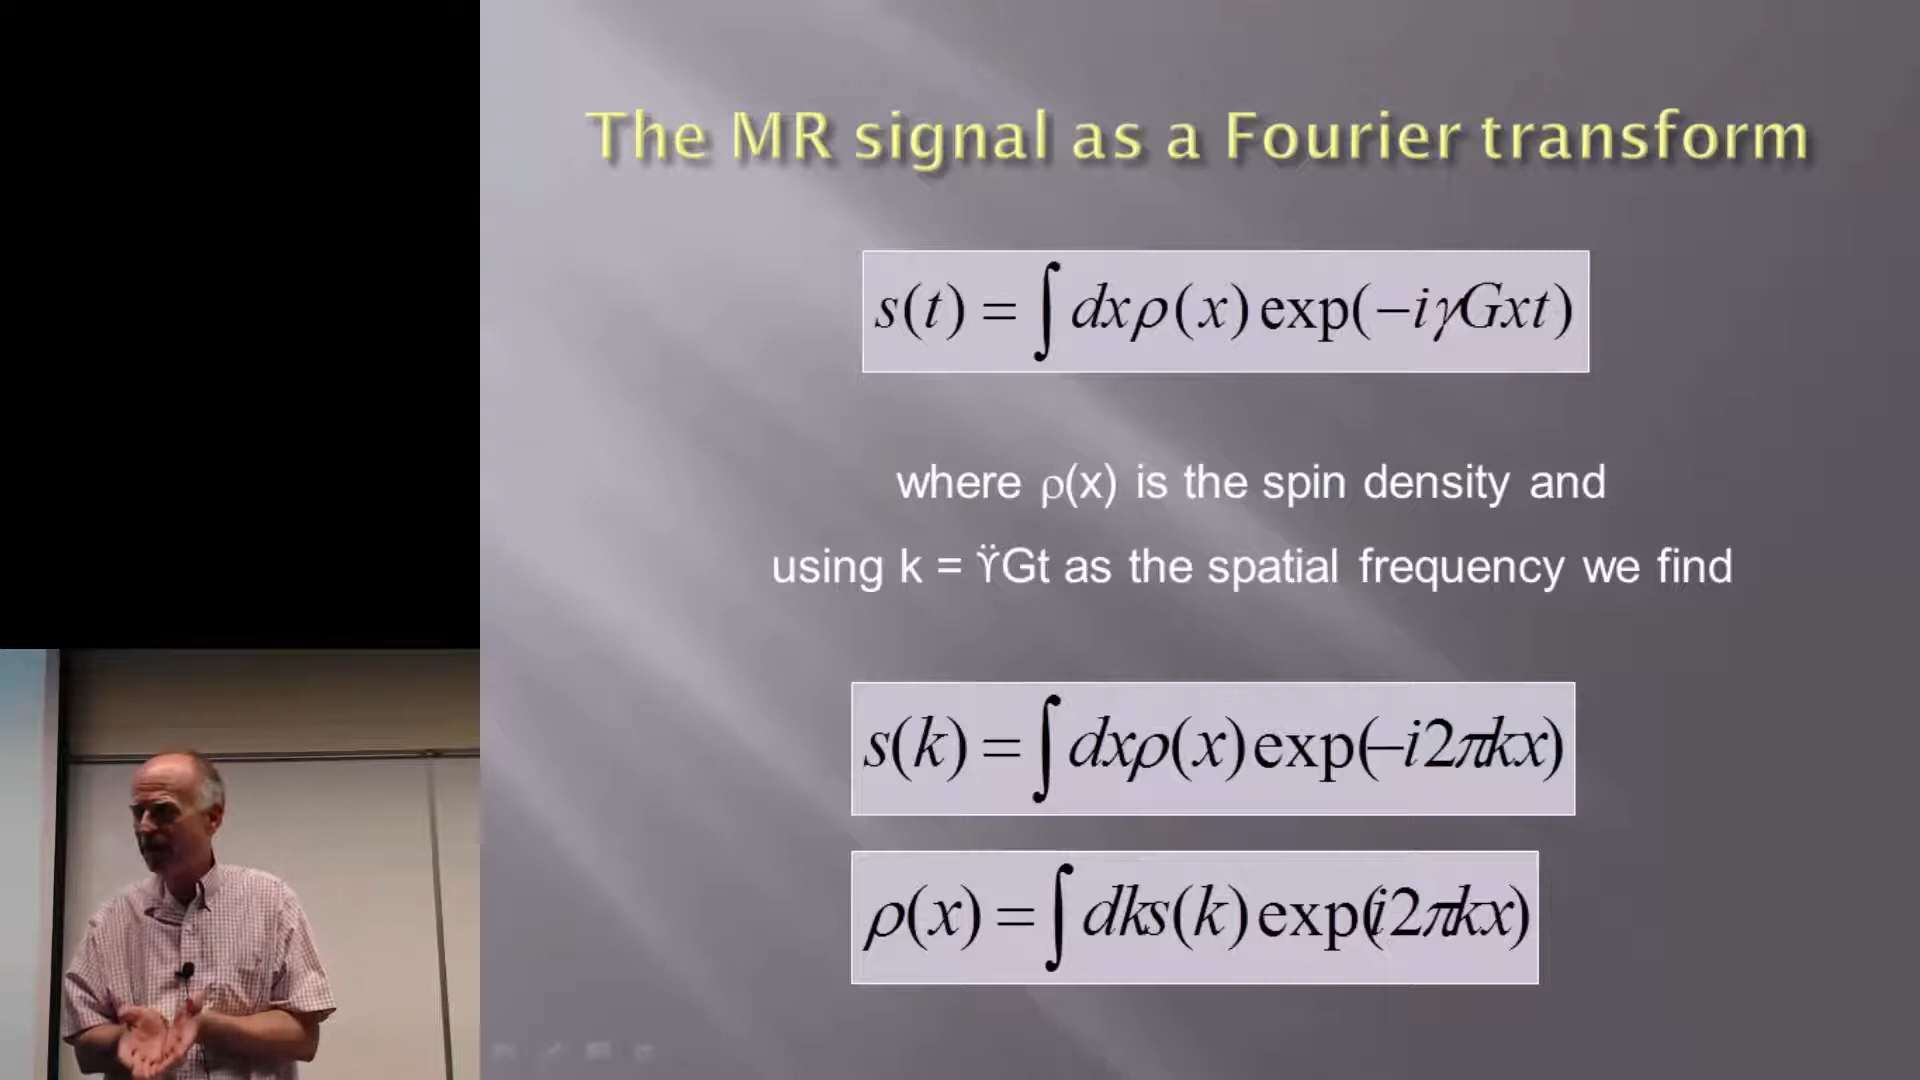 The MR signal as a Fourier transform
s(t) = ∫ dxρ(x) exp(−iγGxt)
where ρ(x) is the spin density and
using k = ϔGt as the spatial frequency we find
s(k) = ∫ dxρ(x) exp(−i2πkx)
ρ(x) = ∫ dks(k) exp(i2πkx)